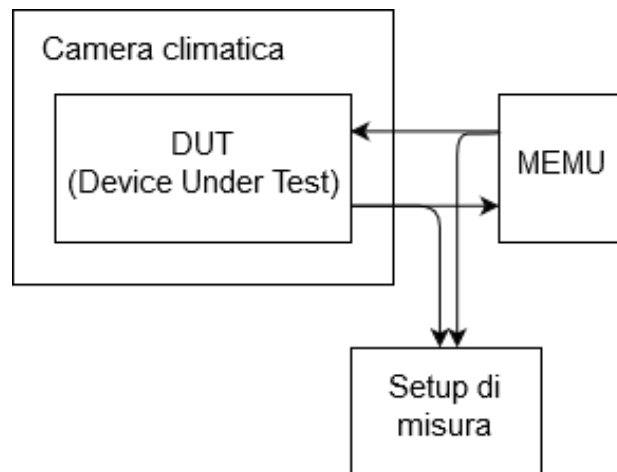 Camera climatica
DUT
(Device Under Test)
MEMU
Setup di
misura